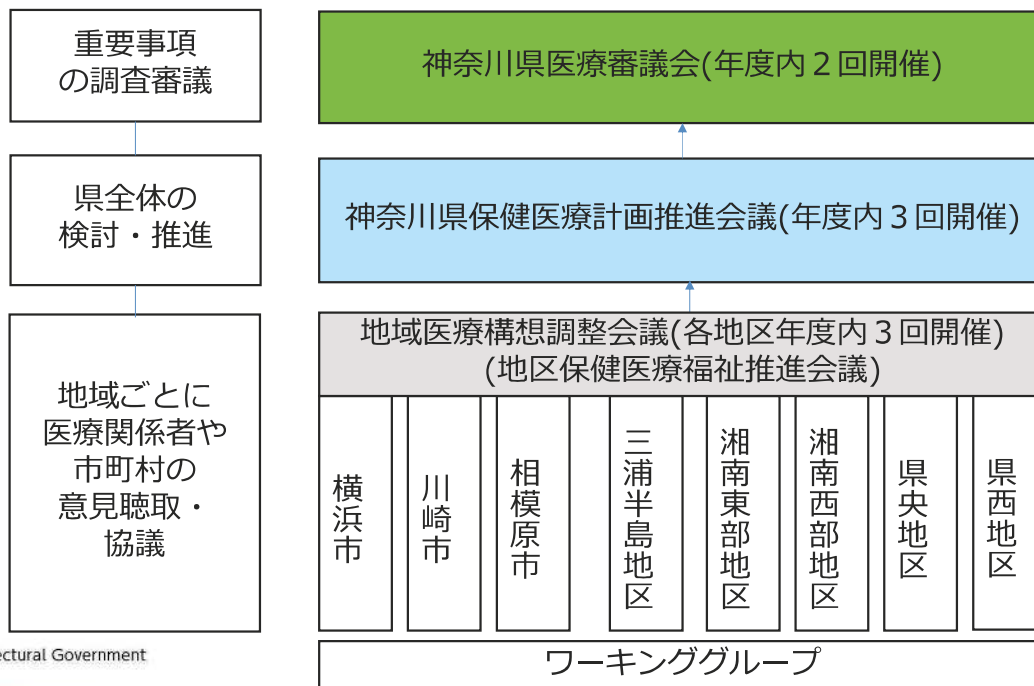 重要事項
の調査審議
神奈川県医療審議会(年度内２回開催)
県全体の
検討・推進
神奈川県保健医療計画推進会議(年度内３回開催)
地域ごとに
医療関係者や
市町村の
意見聴取・
協議
地域医療構想調整会議(各地区年度内３回開催)
(地区保健医療福祉推進会議)
横浜市
川崎市
相模原市
三浦半島地区
湘南東部地区
湘南西部地区
県央地区
県西地区
ワーキンググループ
ectural Government